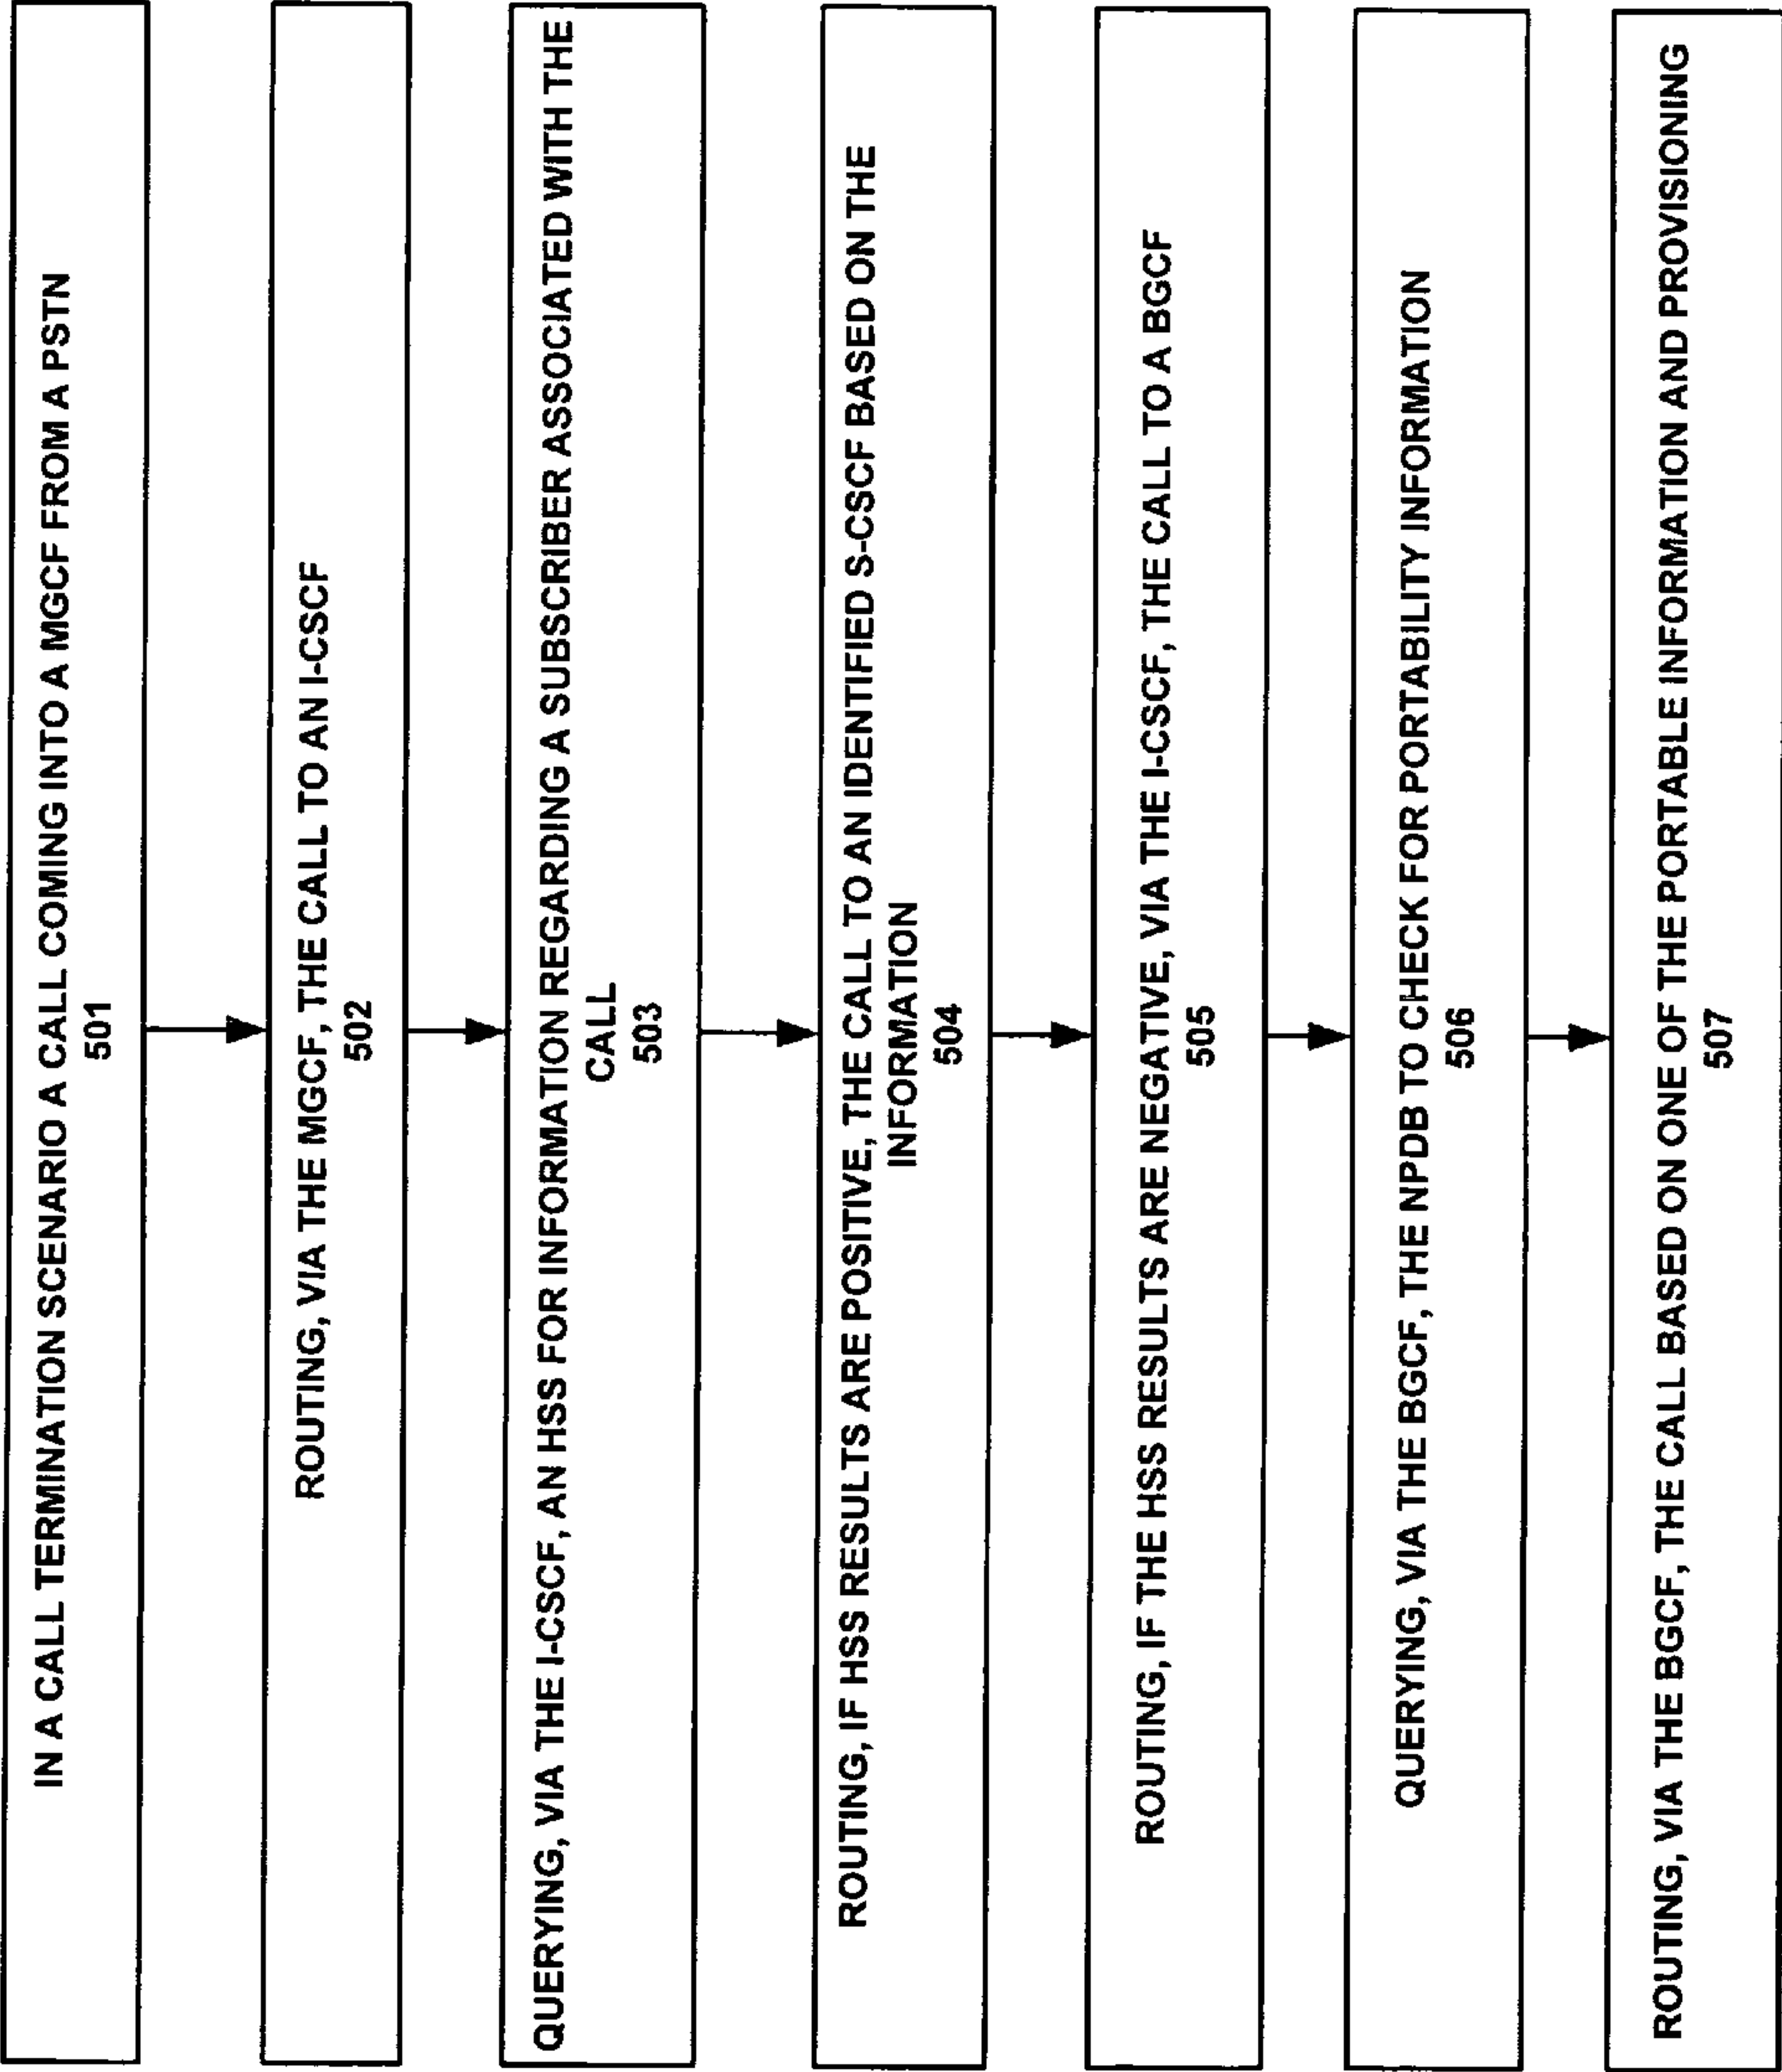 IN A CALL TERMINATION SCENARIO A CALL COMING INTO A MGCF FROM A PSTN
501
ROUTING, VIA THE MGCF, THE CALL TO AN I-CSCF
502
QUERYING, VIA THE I-CSCF, AN HSS FOR INFORMATION REGARDING A SUBSCRIBER ASSOCIATED WITH THE
CALL
503
ROUTING, IF HSS RESULTS ARE POSITIVE, THE CALL TO AN IDENTIFIED S-CSCF BASED ON THE
INFORMATION
504
ROUTING, IF THE HSS RESULTS ARE NEGATIVE, VIA THE I-CSCF, THE CALL TO A BGCF
505
QUERYING, VIA THE BGCF, THE NPDB TO CHECK FOR PORTABILITY INFORMATION
506
ROUTING, VIA THE BGCF, THE CALL BASED ON ONE OF THE PORTABLE INFORMATION AND PROVISIONING
507